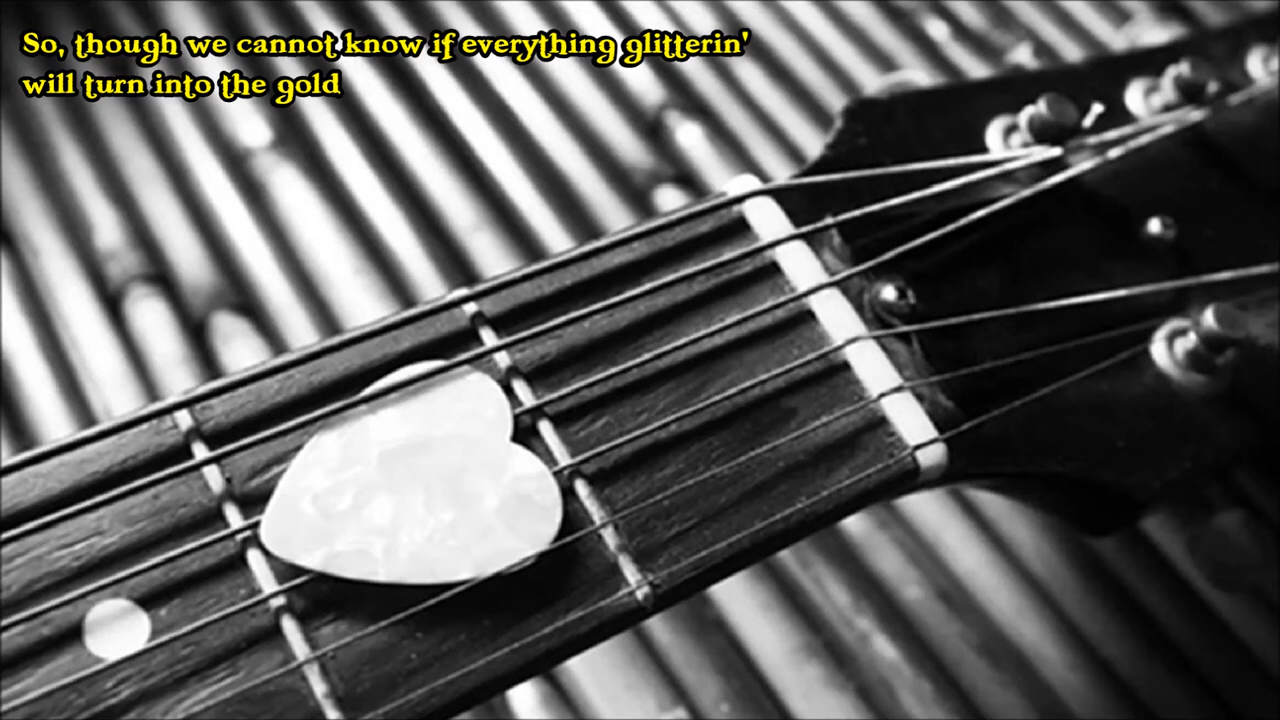 So, though we cannot know if everything glitterin'
will turn into the gold